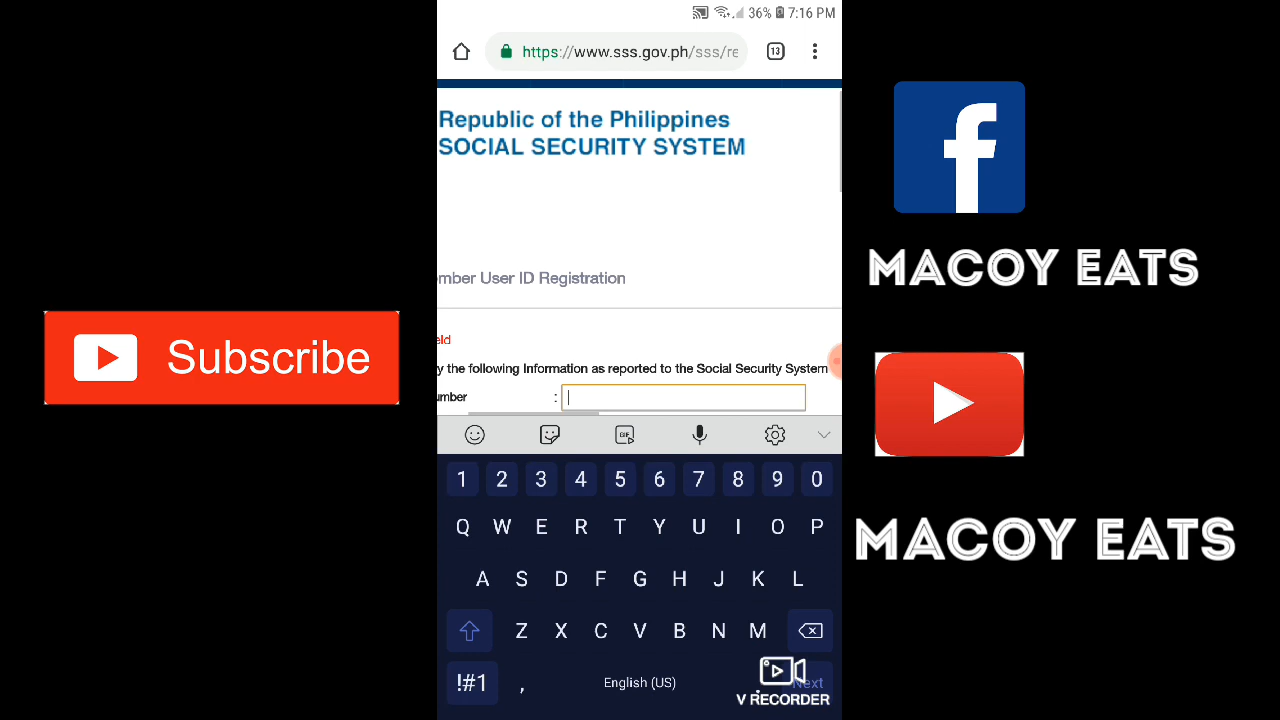 36% 7:16 PM
https://www.sss.gov.ph/sss/re
13
Republic of the Philippines
SOCIAL SECURITY SYSTEM
mber User ID Registration
eld
y the following Information as reported to the Social Security System
umber :
GIF
1 2 3 4 5 6 7 8 9 0
Q W E R T Y U I O P
A S D F G H J K L
Z X C V B N M
!#1 , English (US) Next
V RECORDER
Subscribe
f
MACOY EATS
MACOY EATS